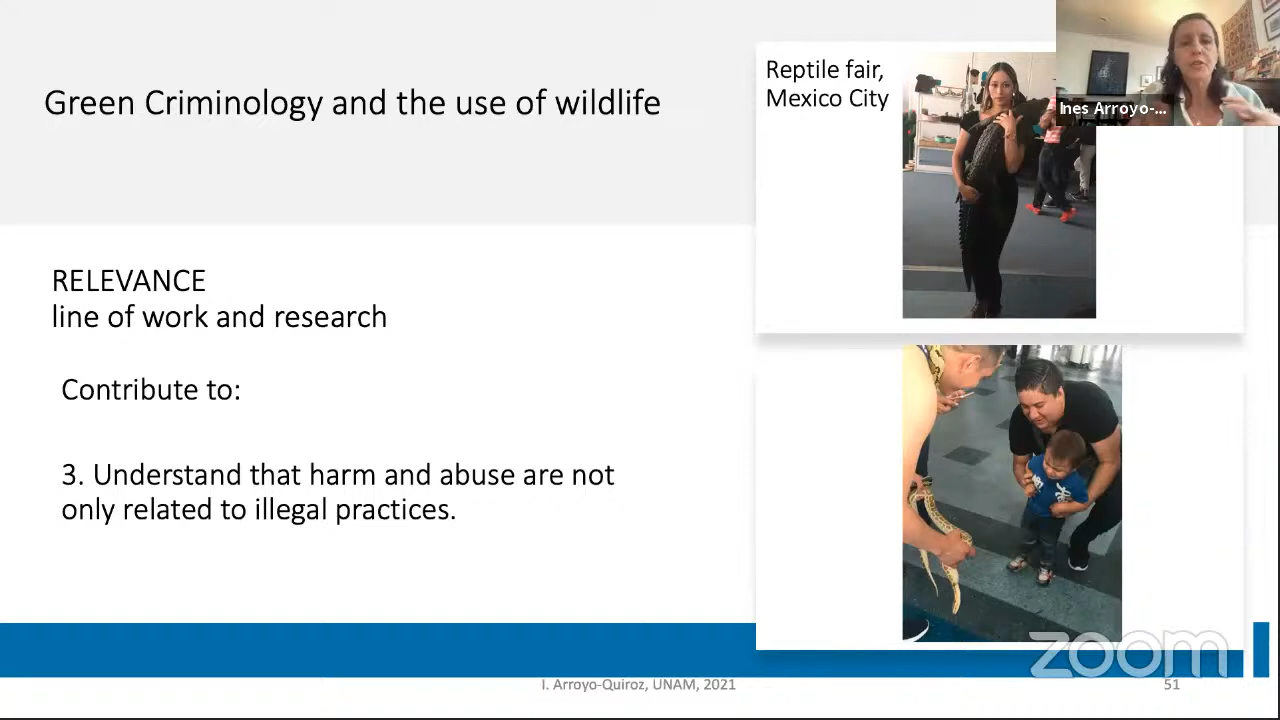 Green Criminology and the use of wildlife
Reptile fair,
Mexico City
Ines Arroyo-...
RELEVANCE
line of work and research
Contribute to:
3. Understand that harm and abuse are not
only related to illegal practices.
zoom
I. Arroyo-Quiroz, UNAM, 2021
51